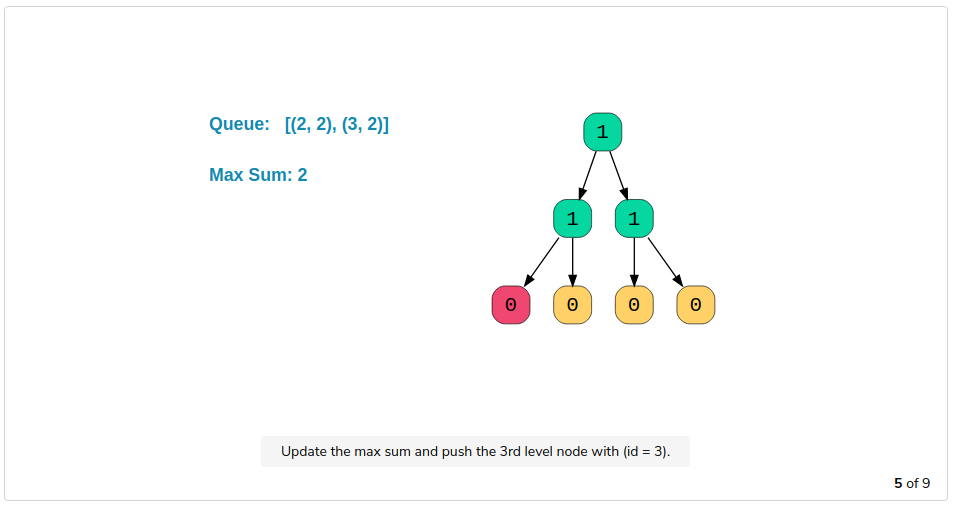 Queue: [(2, 2), (3, 2)]
Max Sum: 2
1
1 1
0 0 0 0
Update the max sum and push the 3rd level node with (id = 3).
5 of 9